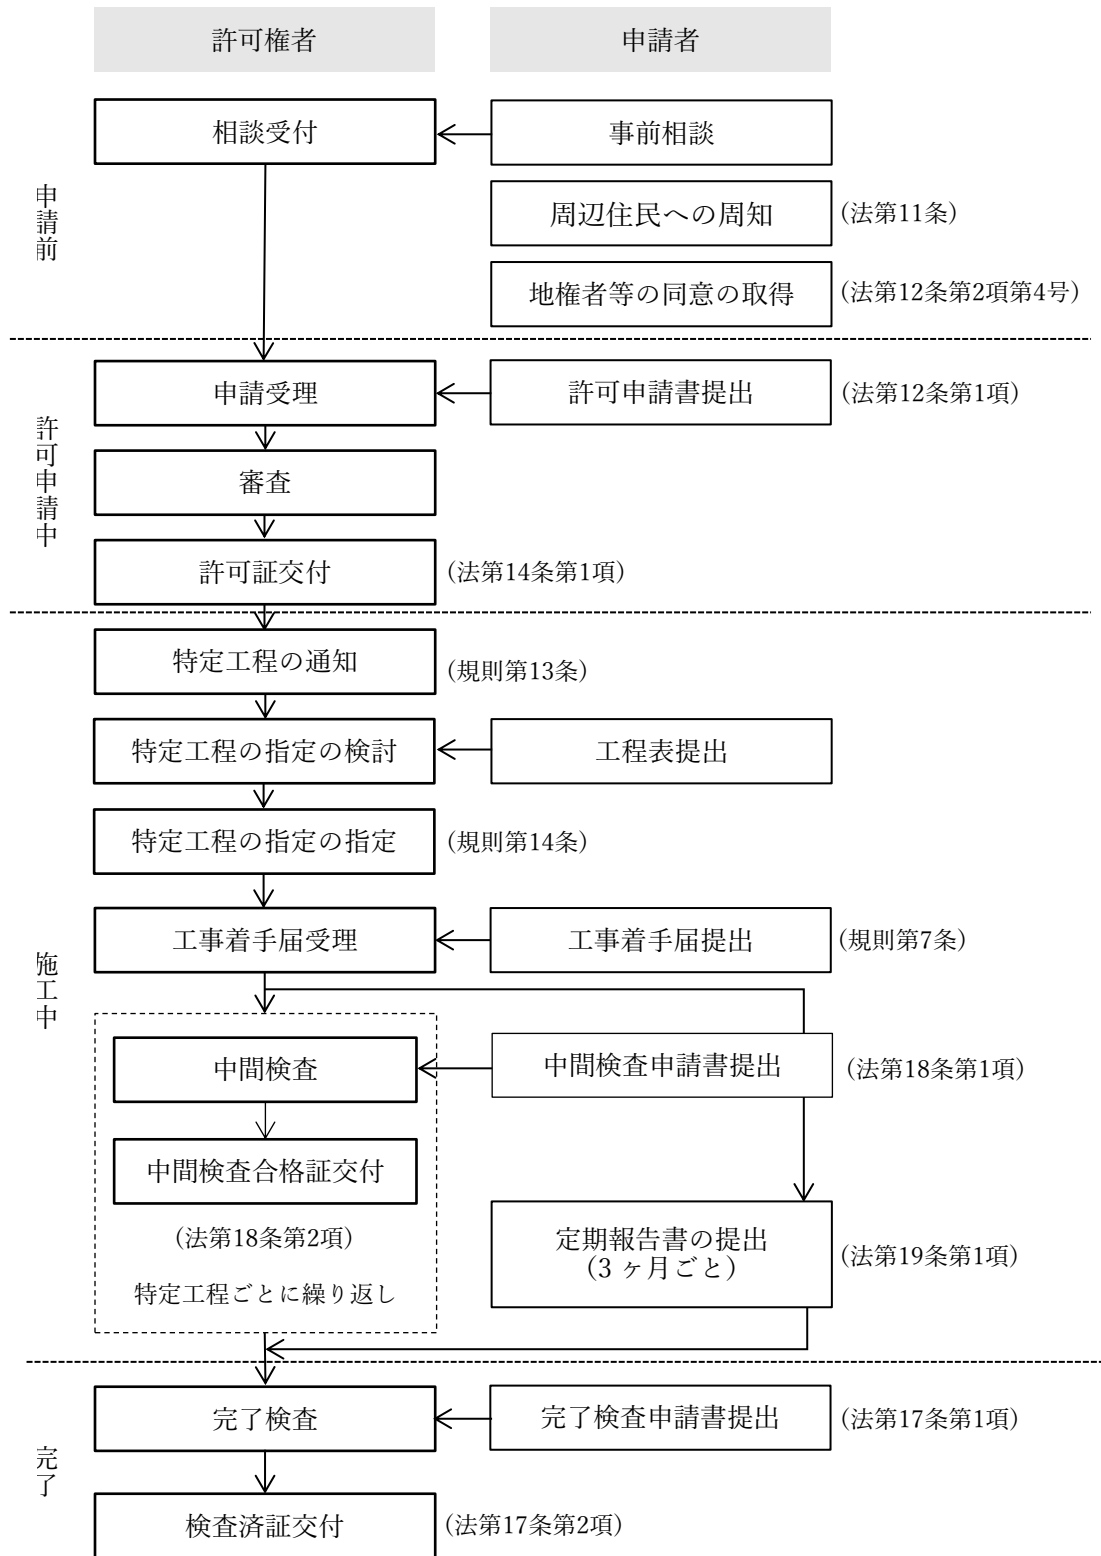 許可権者
申請者
申請前
相談受付
事前相談
周辺住民への周知
(法第11条)
地権者等の同意の取得
(法第12条第2項第4号)
許可申請中
申請受理
許可申請書提出
(法第12条第1項)
審査
許可証交付
(法第14条第1項)
施工中
特定工程の通知
(規則第13条)
特定工程の指定の検討
工程表提出
特定工程の指定の指定
(規則第14条)
工事着手届受理
工事着手届提出
(規則第7条)
中間検査
中間検査申請書提出
(法第18条第1項)
中間検査合格証交付
(法第18条第2項)
特定工程ごとに繰り返し
定期報告書の提出
(3 ヶ月ごと)
(法第19条第1項)
完了
完了検査
完了検査申請書提出
(法第17条第1項)
検査済証交付
(法第17条第2項)